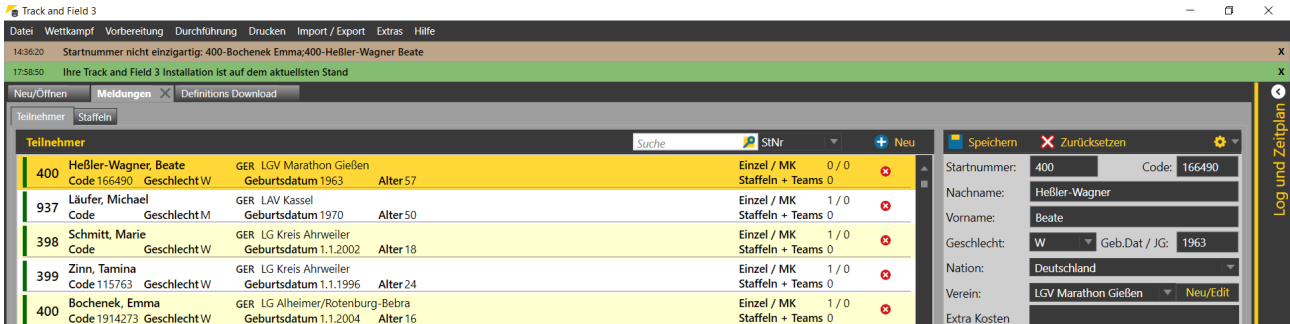 Track and Field 3
Datei Wettkampf Vorbereitung Durchführung Drucken Import / Export Extras Hilfe
14:36:20 Startnummer nicht einzigartig: 400-Bochenek Emma;400-Heßler-Wagner Beate X
17:58:50 Ihre Track and Field 3 Installation ist auf dem aktuellsten Stand X
Neu/Öffnen Meldungen Definitions Download
Teilnehmer Staffeln
Teilnehmer Suche StNr Neu
400 Heßler-Wagner, Beate GER LGV Marathon Gießen Einzel / MK 0 / 0
Code 166490 Geschlecht W Geburtsdatum 1963 Alter 57 Staffeln + Teams 0
937 Läufer, Michael GER LAV Kassel Einzel / MK 1 / 0
Code Geschlecht M Geburtsdatum 1970 Alter 50 Staffeln + Teams 0
398 Schmitt, Marie GER LG Kreis Ahrweiler Einzel / MK 1 / 0
Code Geschlecht W Geburtsdatum 1.1.2002 Alter 18 Staffeln + Teams 0
399 Zinn, Tamina GER LG Kreis Ahrweiler Einzel / MK 1 / 0
Code 115763 Geschlecht W Geburtsdatum 1.1.1996 Alter 24 Staffeln + Teams 0
400 Bochenek, Emma GER LG Alheimer/Rotenburg-Bebra Einzel / MK 1 / 0
Code 1914273 Geschlecht W Geburtsdatum 1.1.2004 Alter 16 Staffeln + Teams 0
Speichern Zurücksetzen
Startnummer: 400 Code: 166490
Nachname: Heßler-Wagner
Vorname: Beate
Geschlecht: W Geb.Dat / JG: 1963
Nation: Deutschland
Verein: LGV Marathon Gießen Neu/Edit
Extra Kosten
Log und Zeitplan